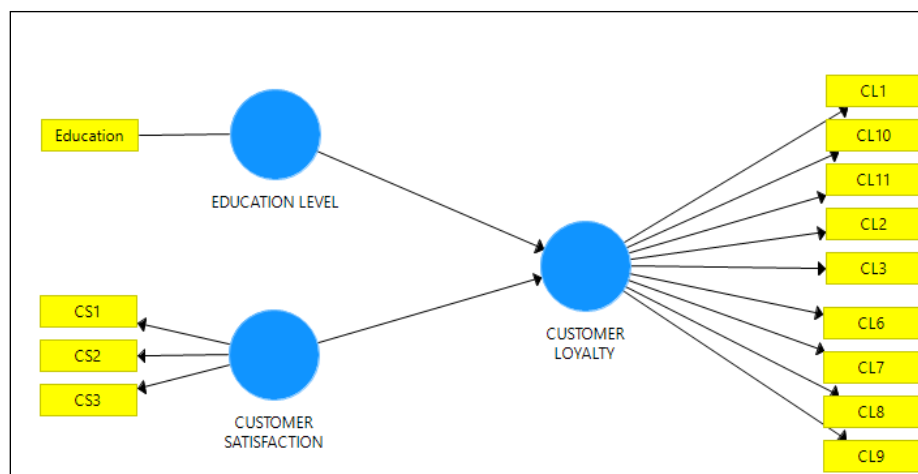 Education
EDUCATION LEVEL
CS1
CS2
CS3
CUSTOMER
SATISFACTION
CUSTOMER
LOYALTY
CL1
CL10
CL11
CL2
CL3
CL6
CL7
CL8
CL9